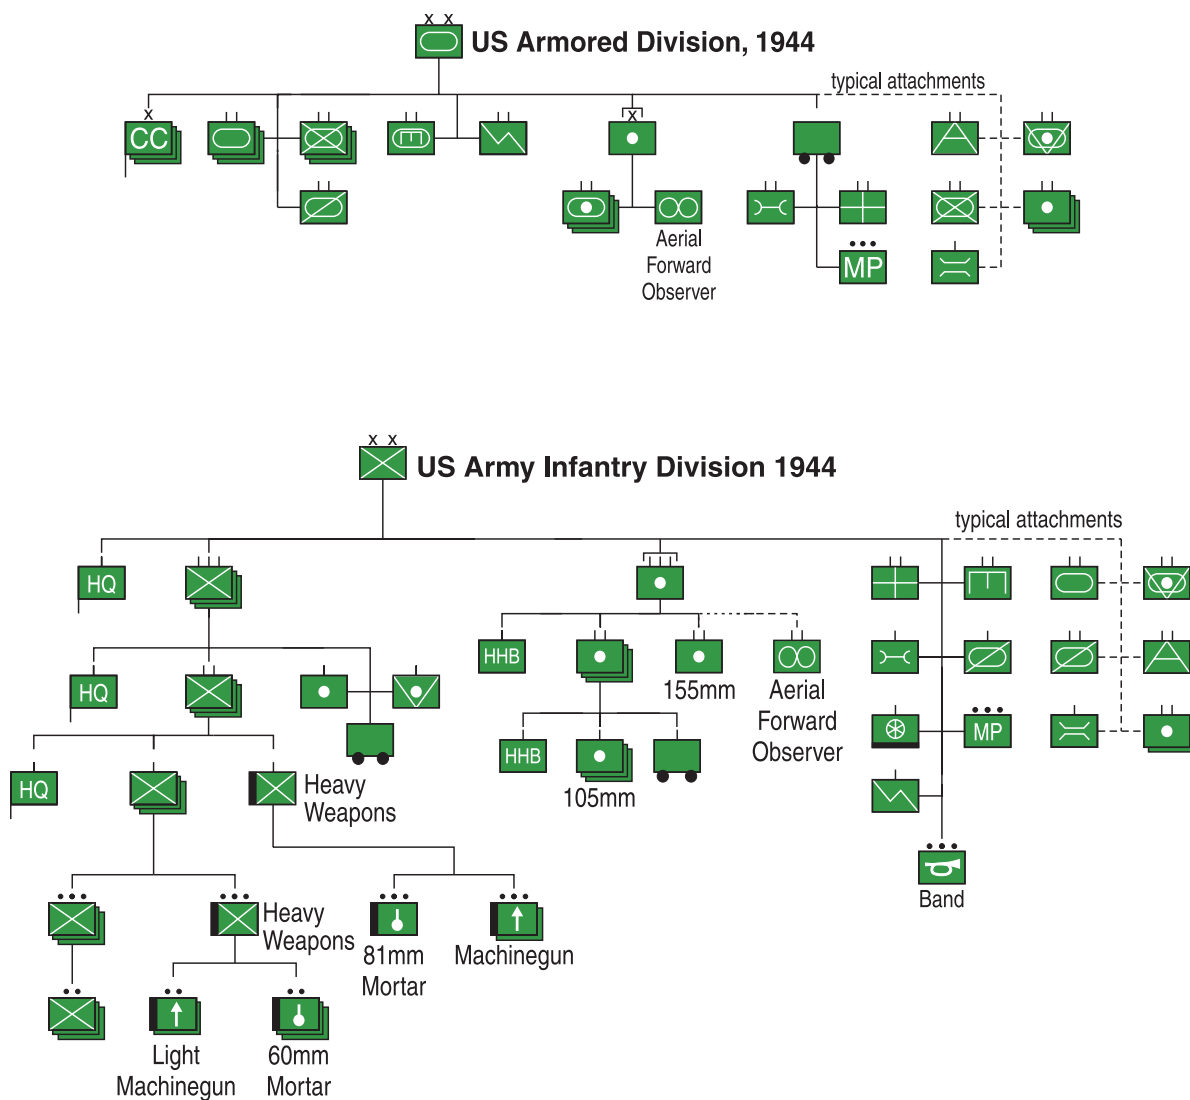 X X
US Armored Division, 1944
typical attachments
X
CC
X
Aerial
Forward
Observer
MP
X X
US Army Infantry Division 1944
typical attachments
HQ
HQ
HHB
155mm
Aerial
Forward
Observer
HQ
Heavy
Weapons
HHB
105mm
MP
Heavy
Weapons
81mm
Mortar
Machinegun
Band
Light
Machinegun
60mm
Mortar